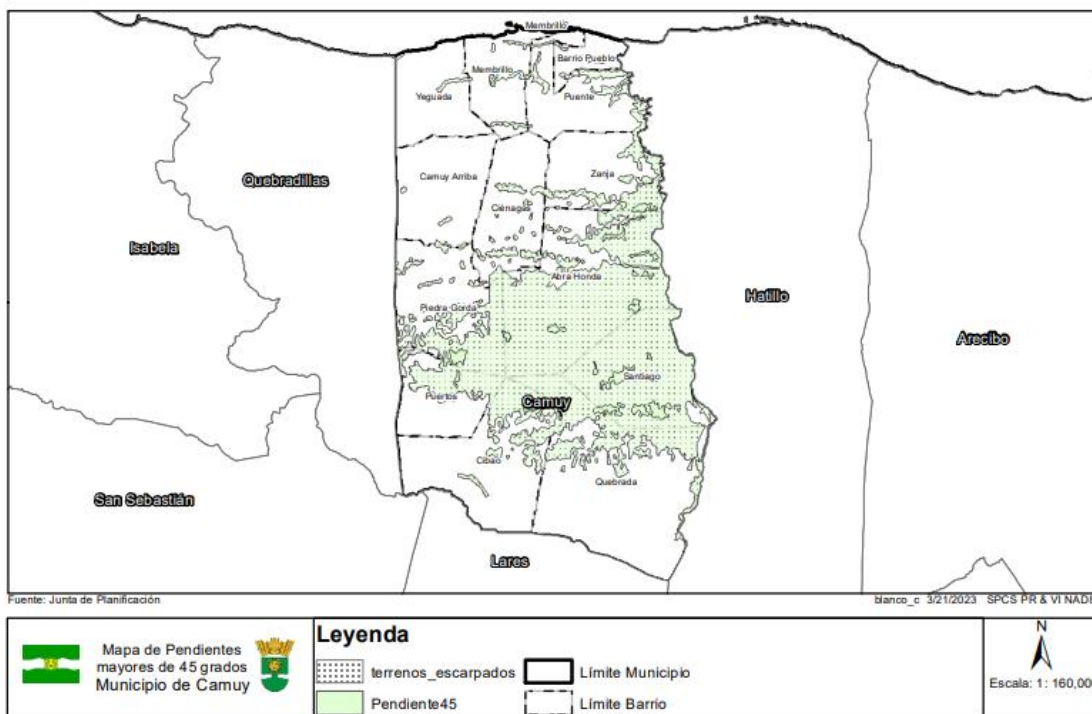 Membrillo
Barrio Pueblo
Membrillo
Yeguada
Puente
Quebradillas
Camuy Arriba
Zanja
Ciénagas
Isabela
Abra Honda
Hatillo
Piedra Gorda
Arecibo
Santiago
Puertos
Camuy
Cibao
Quebrada
San Sebastián
Lares
Fuente: Junta de Planificación
blanco_c 3/21/2023 SPCS PR & VI NAD8
Mapa de Pendientes
mayores de 45 grados
Municipio de Camuy
Leyenda
terrenos_escarpados
Límite Municipio
Pendiente45
Límite Barrio
N
Escala: 1: 160,00